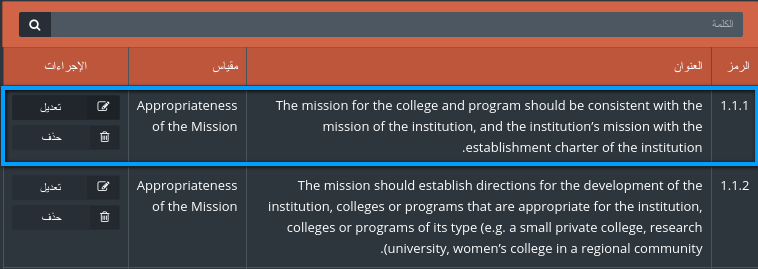 الكلمة
الرمز
العنوان
مقياس
الإجراءات
1.1.1
The mission for the college and program should be consistent with the
mission of the institution, and the institution’s mission with the
establishment charter of the institution.
Appropriateness
of the Mission
تعديل
حذف
1.1.2
The mission should establish directions for the development of the
institution, colleges or programs that are appropriate for the institution,
colleges or programs of its type (e.g. a small private college, research
university, women’s college in a regional community).
Appropriateness
of the Mission
تعديل
حذف